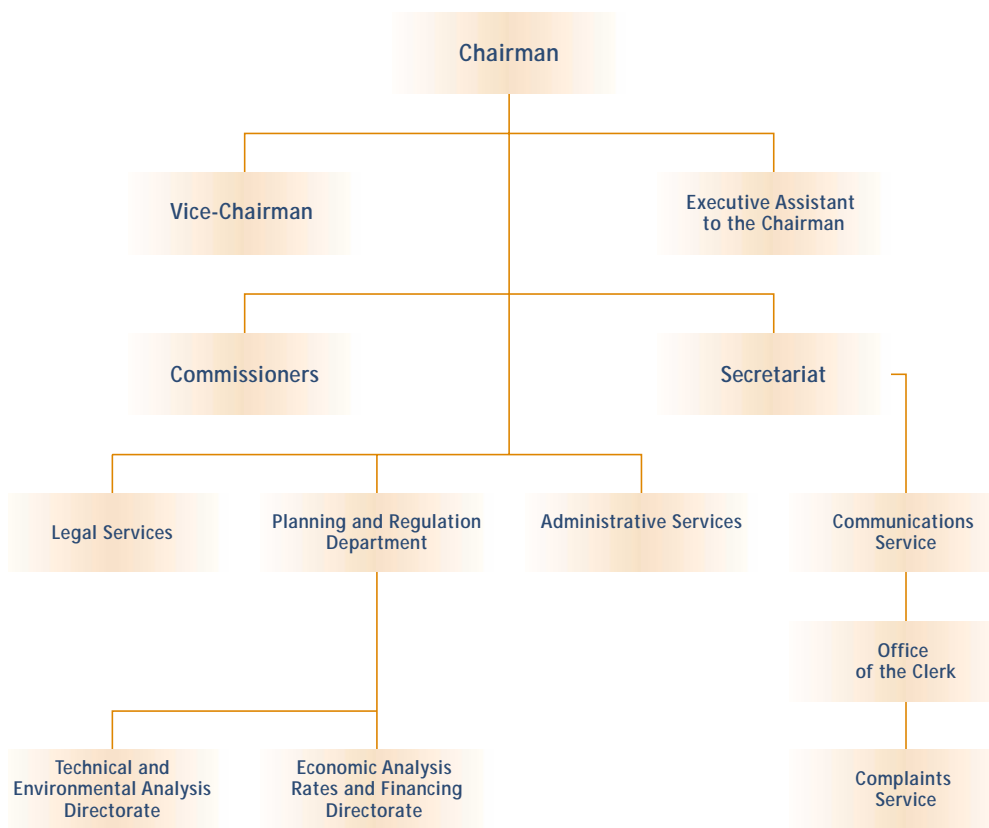 Chairman
Vice-Chairman
Executive Assistant
to the Chairman
Commissioners
Secretariat
Legal Services
Planning and Regulation
Department
Administrative Services
Communications
Service
Office
of the Clerk
Technical and
Environmental Analysis
Directorate
Economic Analysis
Rates and Financing
Directorate
Complaints
Service